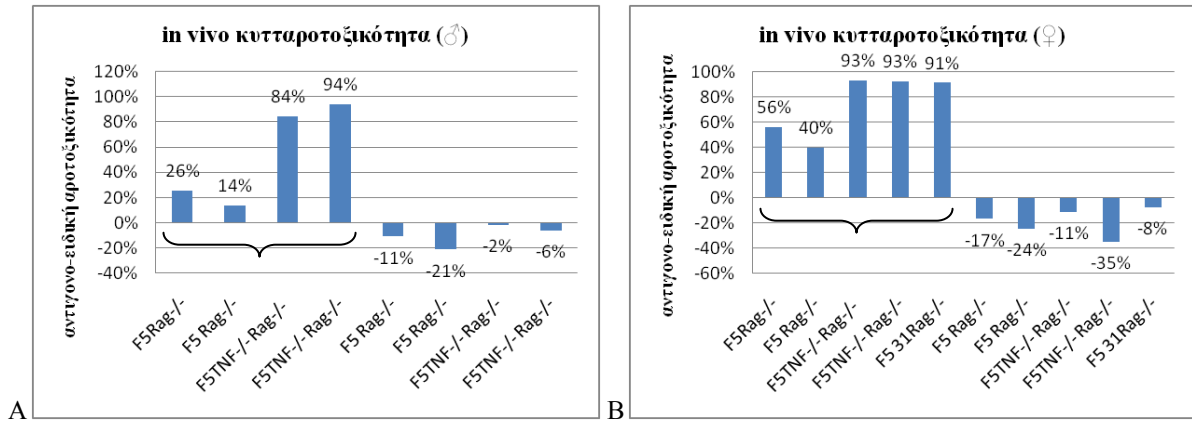 in vivo κυτταροτοξικότητα (♂)
αντιγονο-ειδική αροτοξικότητα
120%
100%
80%
60%
40%
20%
0%
-20%
-40%
26%
14%
84%
94%
-11%
-21%
-2%
-6%
F5Rag-/-
F5 Rag-/-
F5TNF-/-Rag-/-
F5TNF-/-Rag-/-
F5 Rag-/-
F5 Rag-/-
F5TNF-/-Rag-/-
F5TNF-/-Rag-/-
A
in vivo κυτταροτοξικότητα (♀)
αντιγονο-ειδική αροτοξικότητα
100%
80%
60%
40%
20%
0%
-20%
-40%
-60%
56%
40%
93%
93%
91%
-17%
-24%
-11%
-35%
-8%
F5Rag-/-
F5 Rag-/-
F5TNF-/-Rag-/-
F5TNF-/-Rag-/-
F5 31Rag-/-
F5 Rag-/-
F5 Rag-/-
F5TNF-/-Rag-/-
F5TNF-/-Rag-/-
F5 31Rag-/-
B